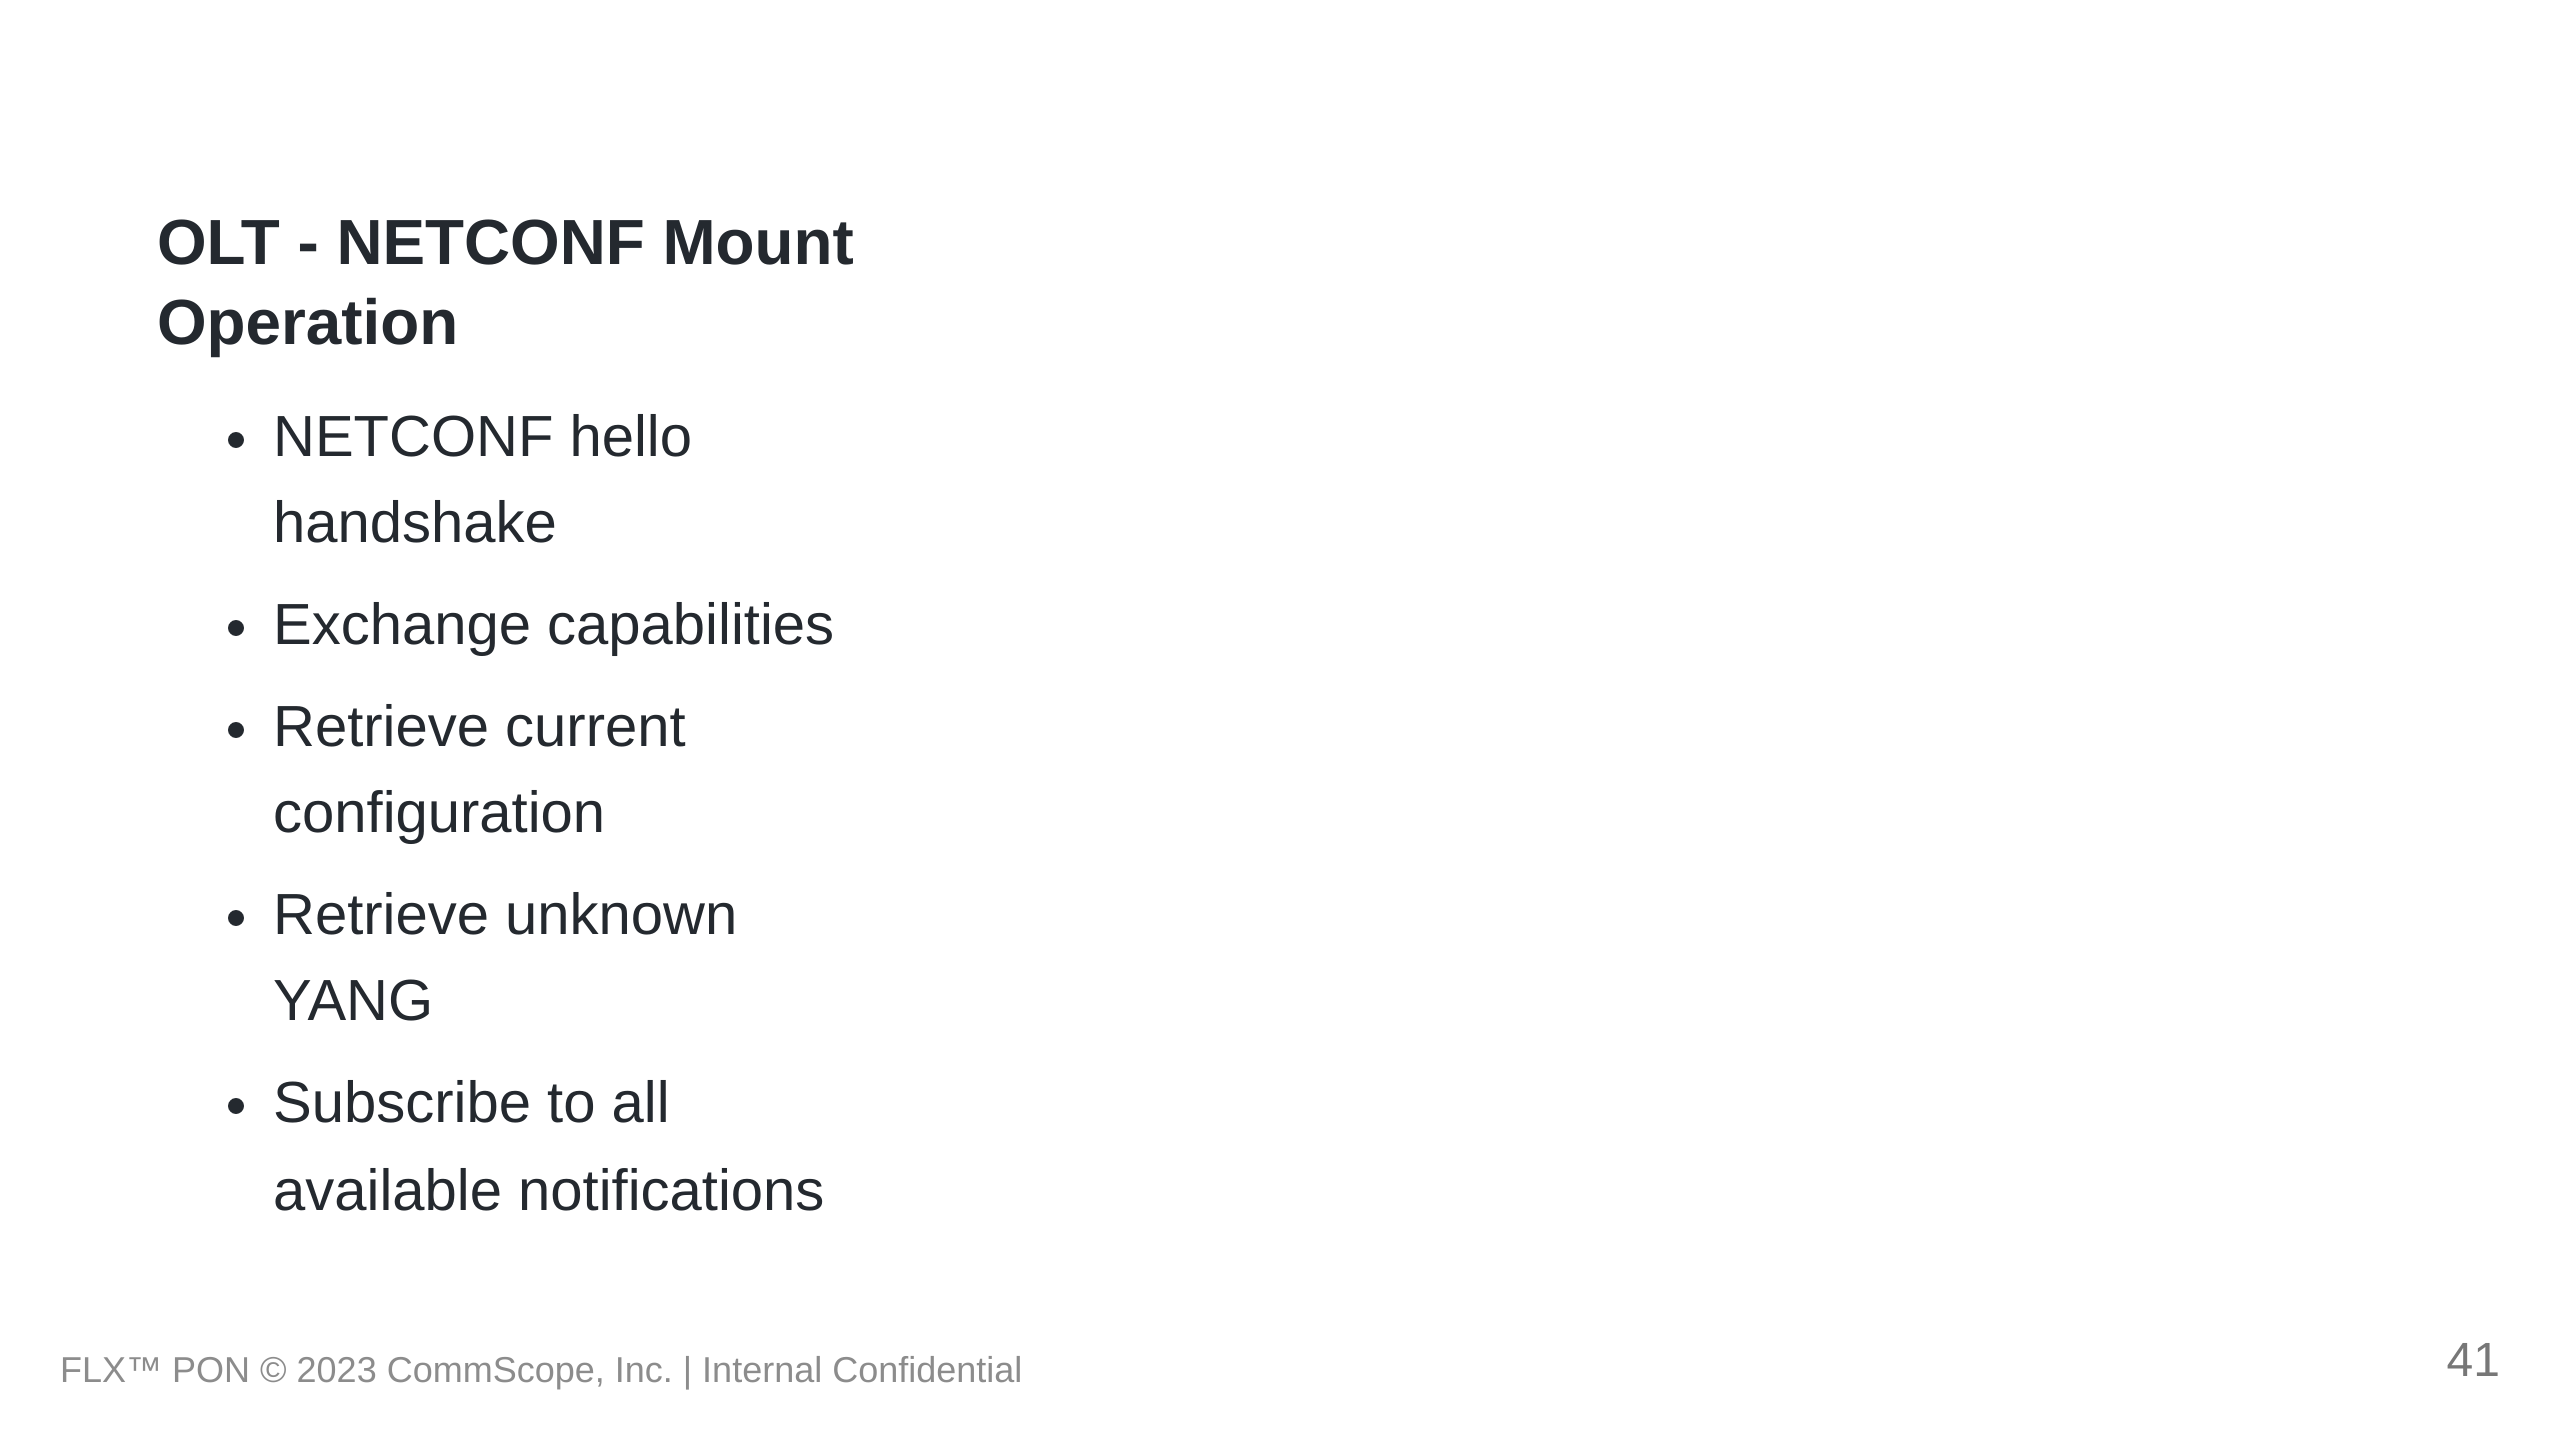 OLT - NETCONF Mount
Operation
• NETCONF hello
handshake
• Exchange capabilities
• Retrieve current
configuration
• Retrieve unknown
YANG
• Subscribe to all
available notifications
FLX™ PON © 2023 CommScope, Inc. | Internal Confidential
41